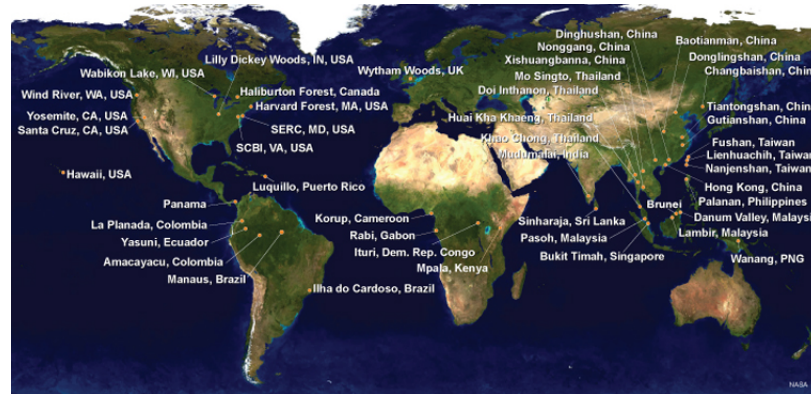 Dinghushan, China
Nonggang, China
Xishuangbanna, China
Mo Singto, Thailand
Doi Inthanon, Thailand
Huai Kha Khaeng, Thailand
Khao Chong, Thailand
Mudumalai, India
Baotianman, China
Donglingshan, China
Changbaishan, China
Tiantongshan, China
Gutianshan, China
Fushan, Taiwan
Lienhuachih, Taiwan
Nanjenshan, Taiwan
Hong Kong, China
Palanan, Philippines
Danum Valley, Malaysia
Lambir, Malaysia
Wanang, PNG
Brunei
Sinharaja, Sri Lanka
Pasoh, Malaysia
Bukit Timah, Singapore
Wytham Woods, UK
Lilly Dickey Woods, IN, USA
Wabikon Lake, WI, USA
Haliburton Forest, Canada
Wind River, WA, USA
Harvard Forest, MA, USA
Yosemite, CA, USA
Santa Cruz, CA, USA
SERC, MD, USA
SCBI, VA, USA
Hawaii, USA
Luquillo, Puerto Rico
Panama
La Planada, Colombia
Yasuni, Ecuador
Amacayacu, Colombia
Manaus, Brazil
Ilha do Cardoso, Brazil
Korup, Cameroon
Rabi, Gabon
Ituri, Dem. Rep. Congo
Mpala, Kenya
NASA